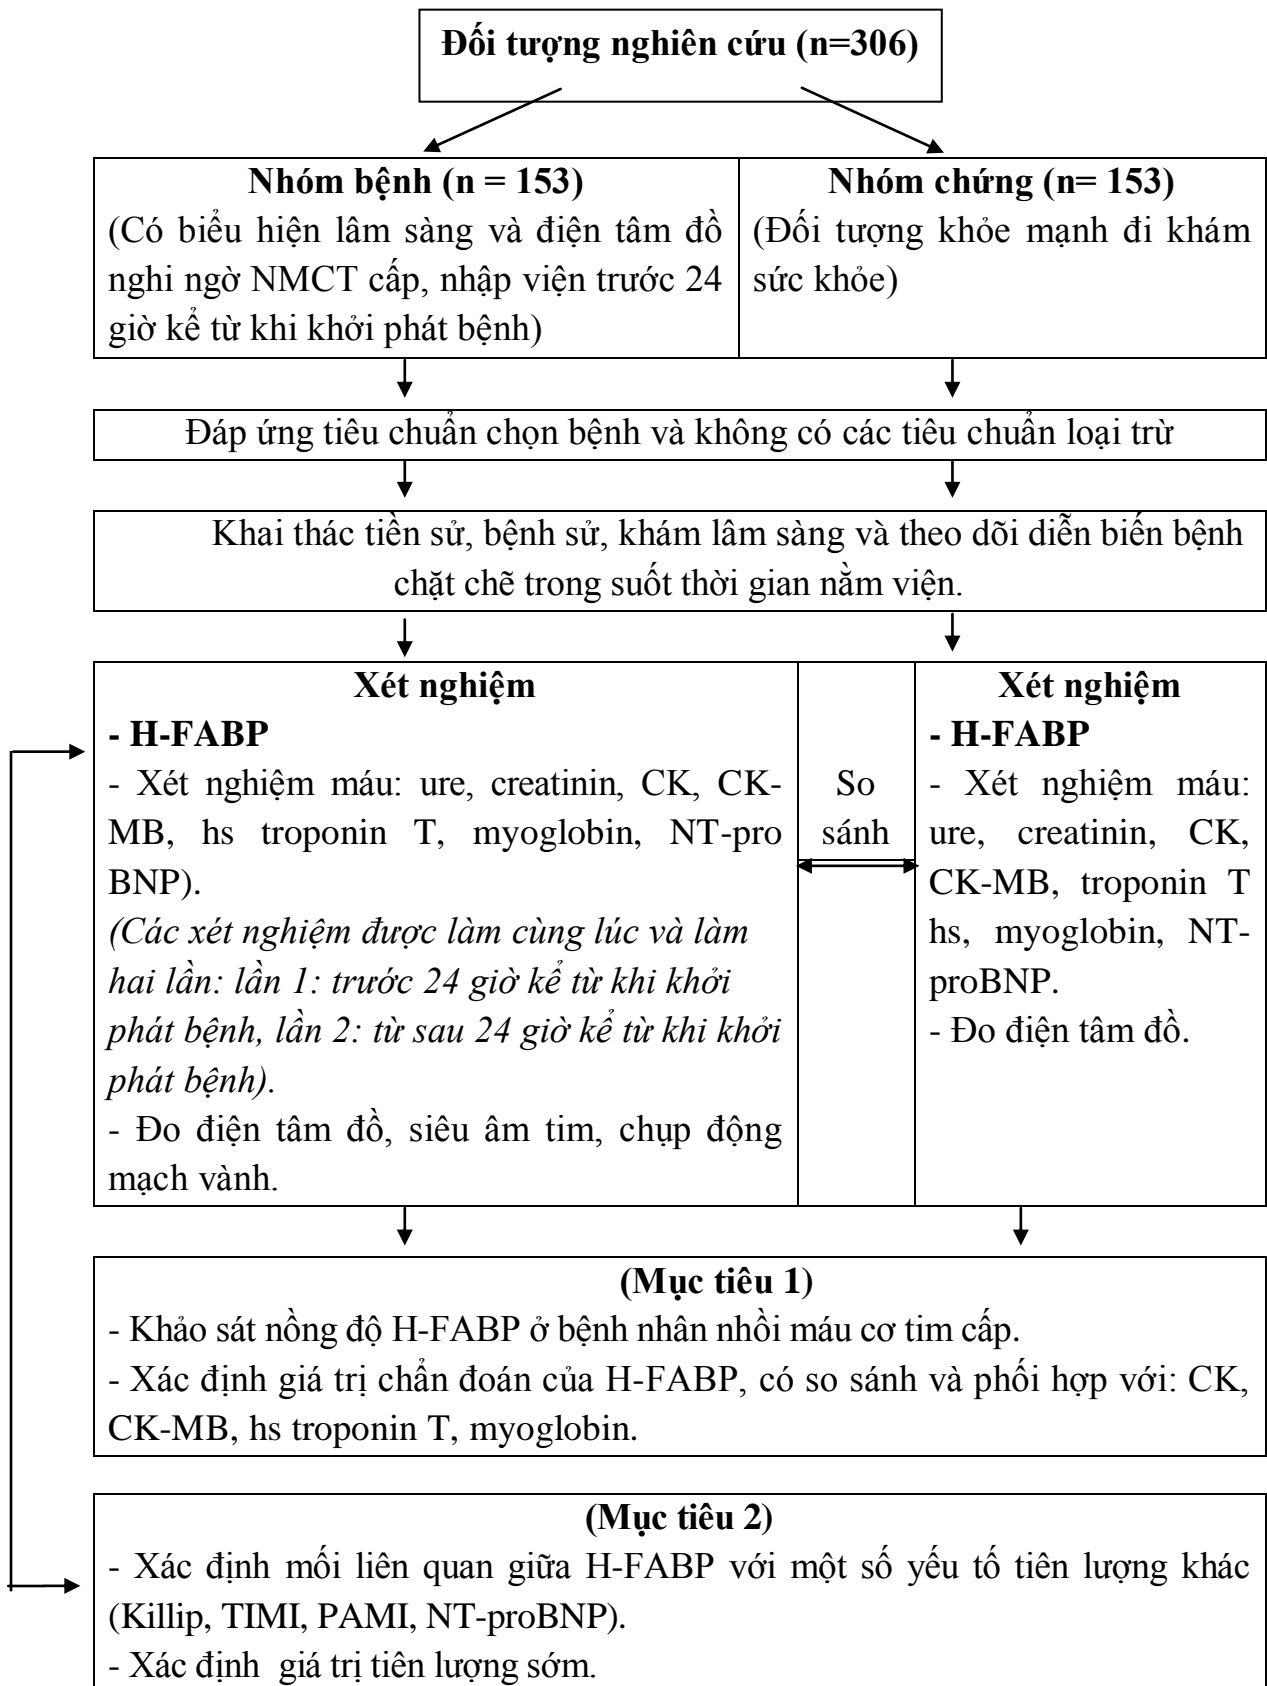 Đối tượng nghiên cứu (n=306)
Nhóm bệnh (n = 153)
(Có biểu hiện lâm sàng và điện tâm đồ
nghi ngờ NMCT cấp, nhập viện trước 24
giờ kể từ khi khởi phát bệnh)
Nhóm chứng (n= 153)
(Đối tượng khỏe mạnh đi khám
sức khỏe)
Đáp ứng tiêu chuẩn chọn bệnh và không có các tiêu chuẩn loại trừ
Khai thác tiền sử, bệnh sử, khám lâm sàng và theo dõi diễn biến bệnh
chặt chẽ trong suốt thời gian nằm viện.
Xét nghiệm
- H-FABP
- Xét nghiệm máu: ure, creatinin, CK, CK-
MB, hs troponin T, myoglobin, NT-pro
BNP).
(Các xét nghiệm được làm cùng lúc và làm
hai lần: lần 1: trước 24 giờ kể từ khi khởi
phát bệnh, lần 2: từ sau 24 giờ kể từ khi khởi
phát bệnh).
- Đo điện tâm đồ, siêu âm tim, chụp động
mạch vành.
So
sánh
Xét nghiệm
- H-FABP
- Xét nghiệm máu:
ure, creatinin, CK,
CK-MB, troponin T
hs, myoglobin, NT-
proBNP.
- Đo điện tâm đồ.
(Mục tiêu 1)
- Khảo sát nồng độ H-FABP ở bệnh nhân nhồi máu cơ tim cấp.
- Xác định giá trị chẩn đoán của H-FABP, có so sánh và phối hợp với: CK,
CK-MB, hs troponin T, myoglobin.
(Mục tiêu 2)
- Xác định mối liên quan giữa H-FABP với một số yếu tố tiên lượng khác
(Killip, TIMI, PAMI, NT-proBNP).
- Xác định giá trị tiên lượng sớm.